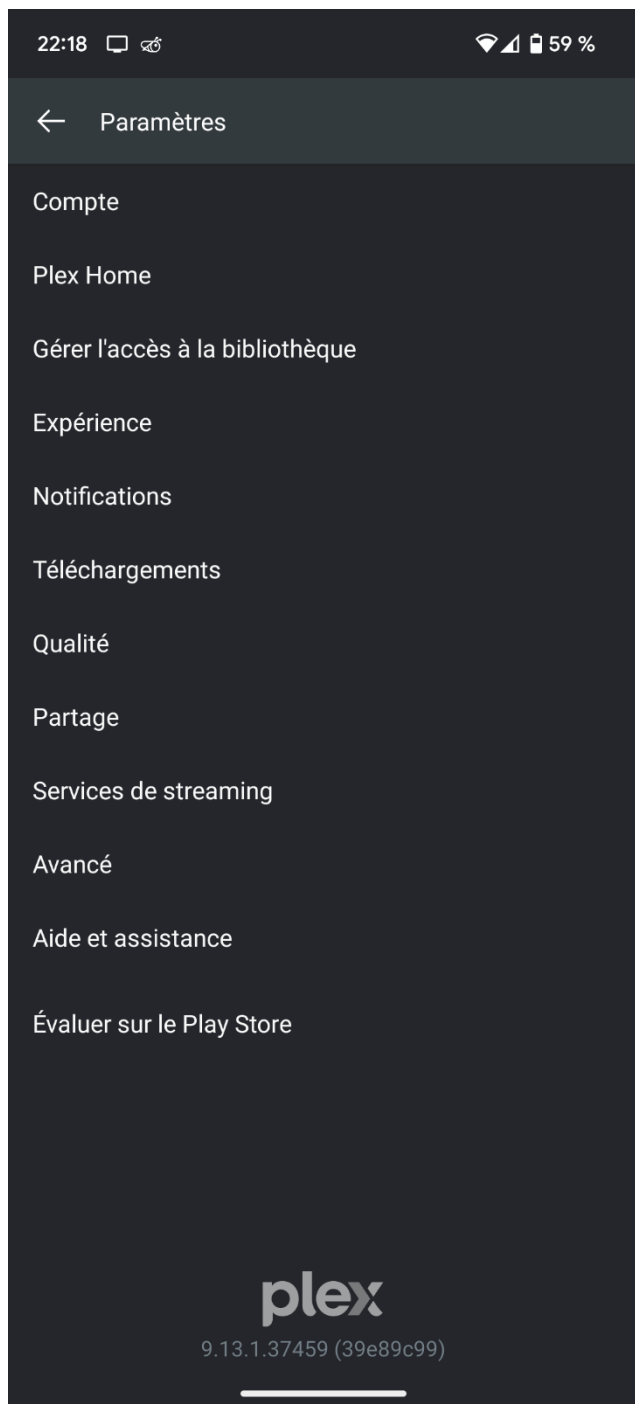 22:18 59 %
Paramètres
Compte
Plex Home
Gérer l'accès à la bibliothèque
Expérience
Notifications
Téléchargements
Qualité
Partage
Services de streaming
Avancé
Aide et assistance
Évaluer sur le Play Store
plex
9.13.1.37459 (39e89c99)